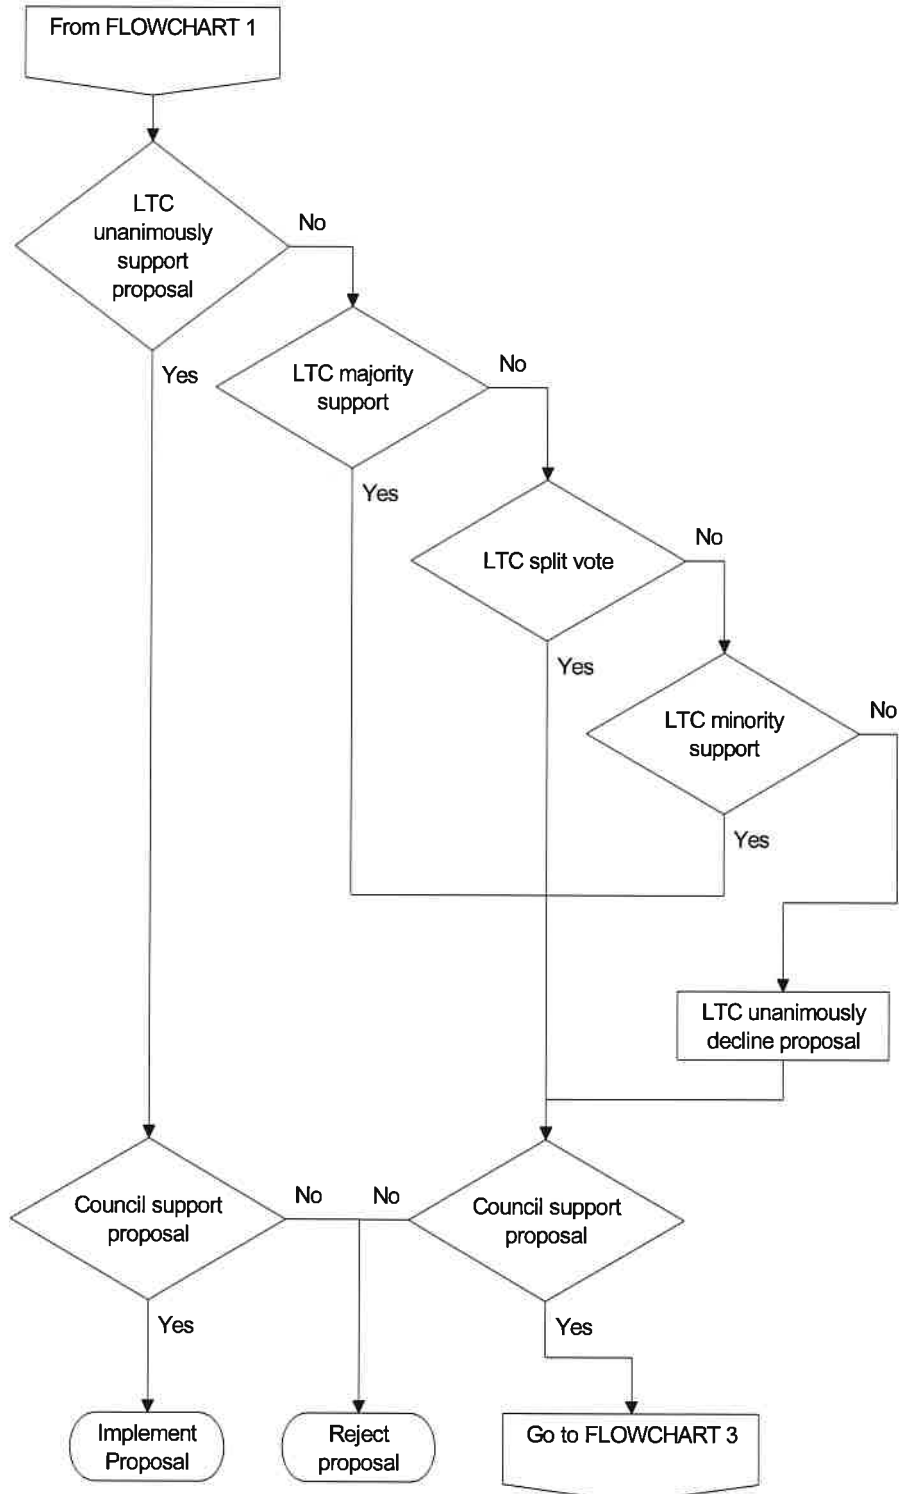 From FLOWCHART 1
LTC
unanimously
support
proposal
No
Yes
LTC majority
support
No
Yes
LTC split vote
No
Yes
LTC minority
support
No
Yes
LTC unanimously
decline proposal
Council support
proposal
No
No
Council support
proposal
Yes
Yes
Implement
Proposal
Reject
proposal
Go to FLOWCHART 3